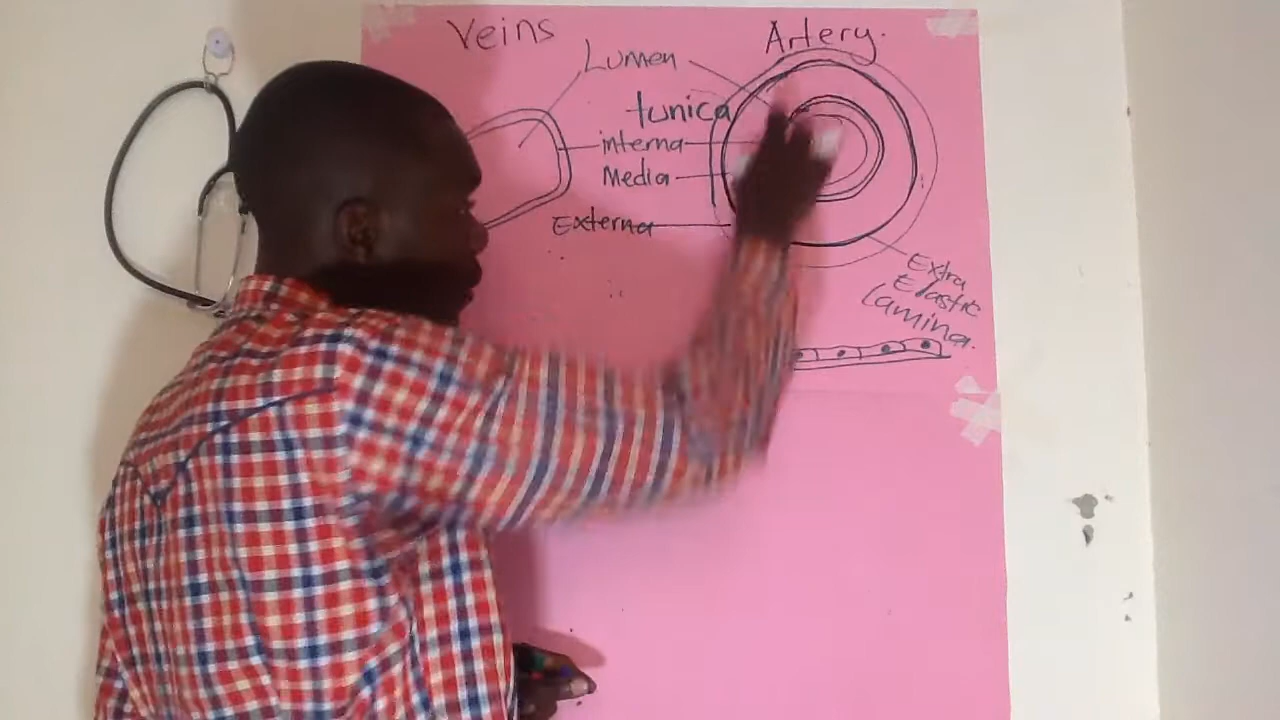 Veins
Artery.
Lumen
tunica
interna
Media
Externa
Extra
Elastic
Lamina.